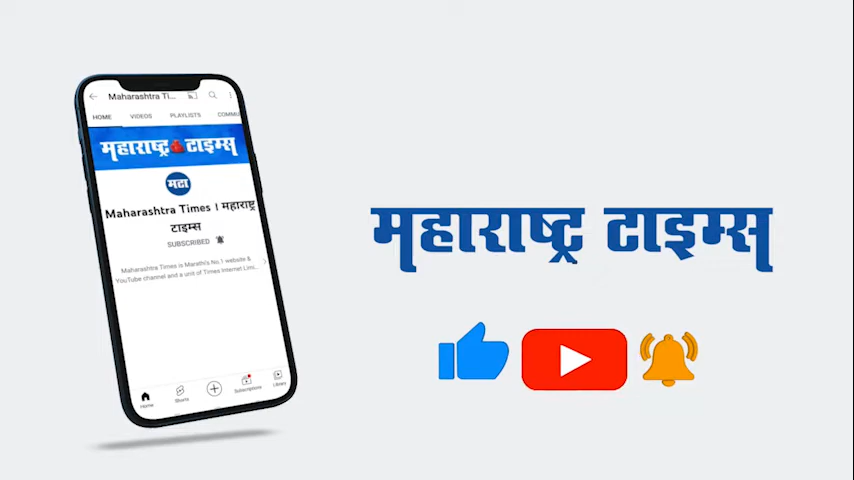 Maharashtra Ti...
HOME VIDEOS PLAYLISTS COMMU
महाराष्ट्र टाइम्स
मटा
Maharashtra Times । महाराष्ट्र
टाइम्स
SUBSCRIBED
Maharashtra Times is Marathi's No.1 website &
YouTube channel and a unit of Times Internet Limi...
Home Shorts Subscriptions Library
महाराष्ट्र टाइम्स